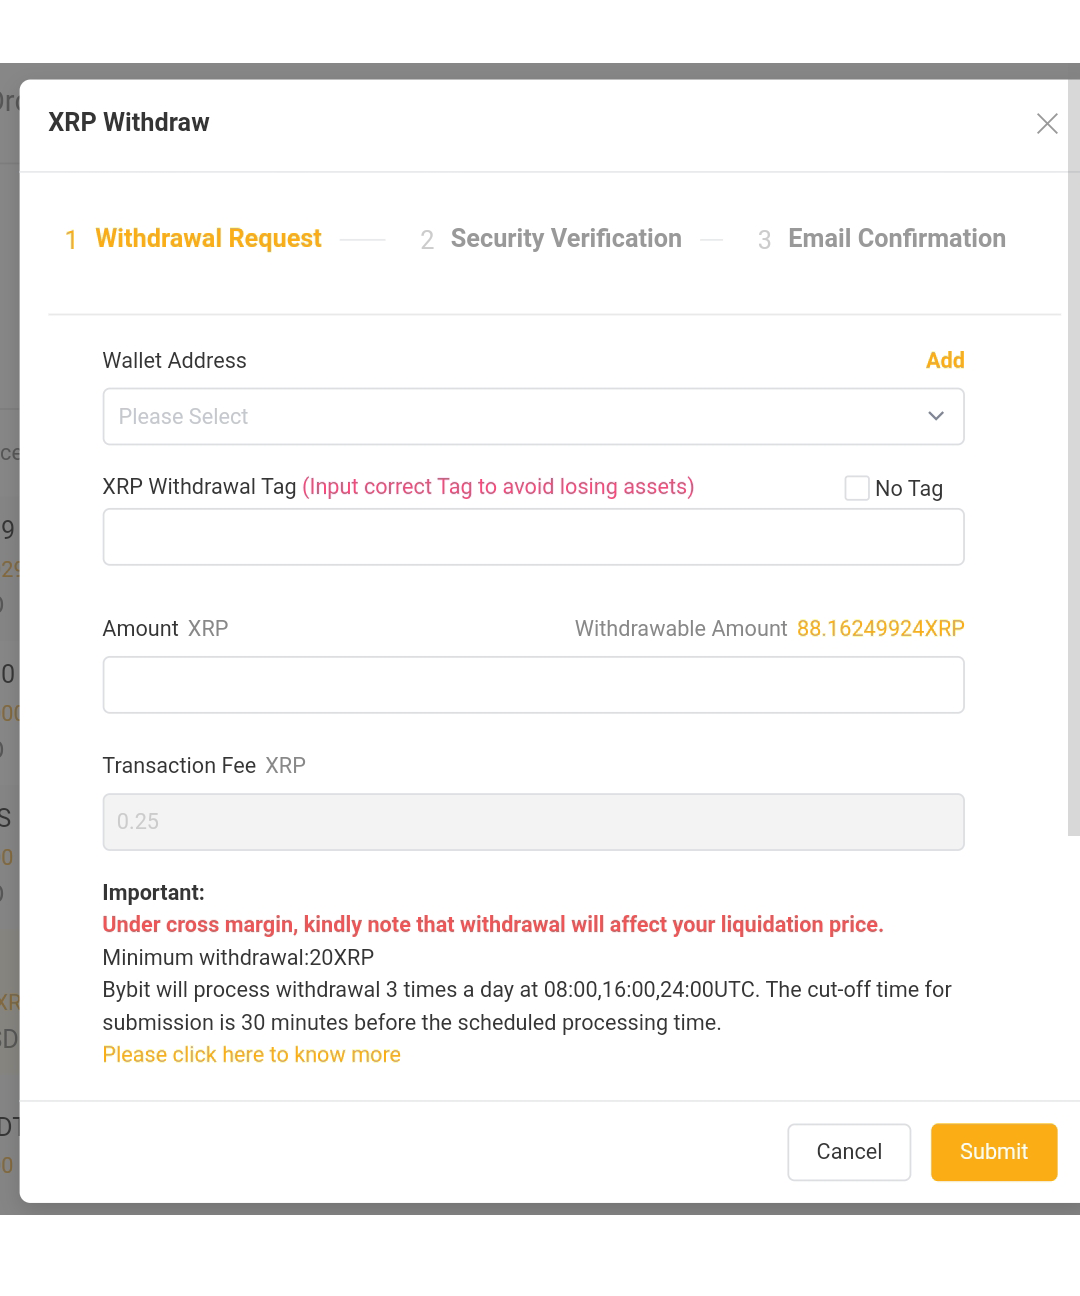 XRP Withdraw
1 Withdrawal Request
2 Security Verification
3 Email Confirmation
Wallet Address
Add
Please Select
XRP Withdrawal Tag (Input correct Tag to avoid losing assets)
No Tag
Amount XRP
Withdrawable Amount 88.16249924XRP
Transaction Fee XRP
0.25
Important:
Under cross margin, kindly note that withdrawal will affect your liquidation price.
Minimum withdrawal:20XRP
Bybit will process withdrawal 3 times a day at 08:00,16:00,24:00UTC. The cut-off time for
submission is 30 minutes before the scheduled processing time.
Please click here to know more
Cancel
Submit